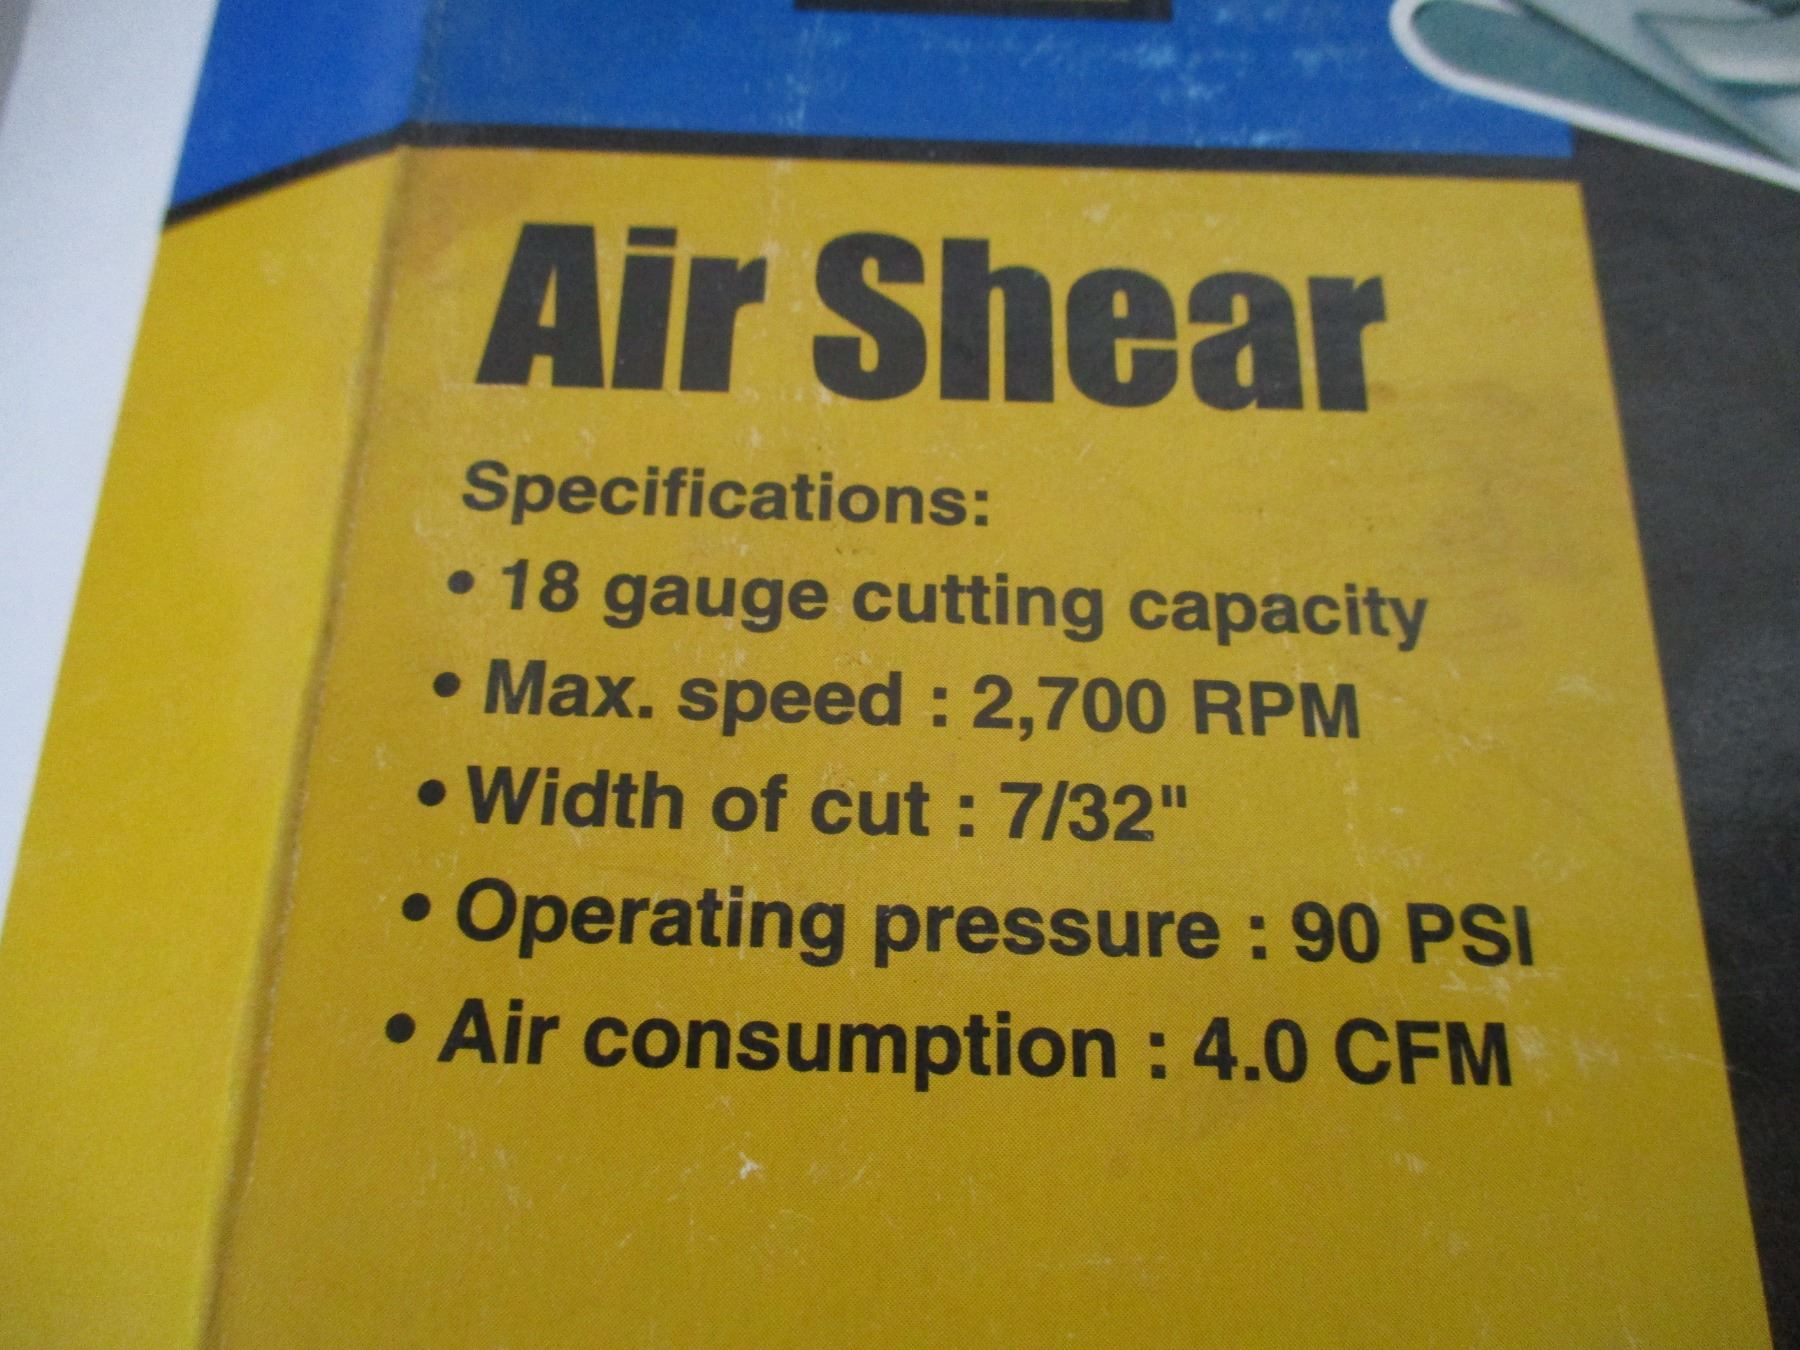 Air Shear
Specifications:
• 18 gauge cutting capacity
• Max. speed : 2,700 RPM
• Width of cut : 7/32"
• Operating pressure : 90 PSI
• Air consumption : 4.0 CFM